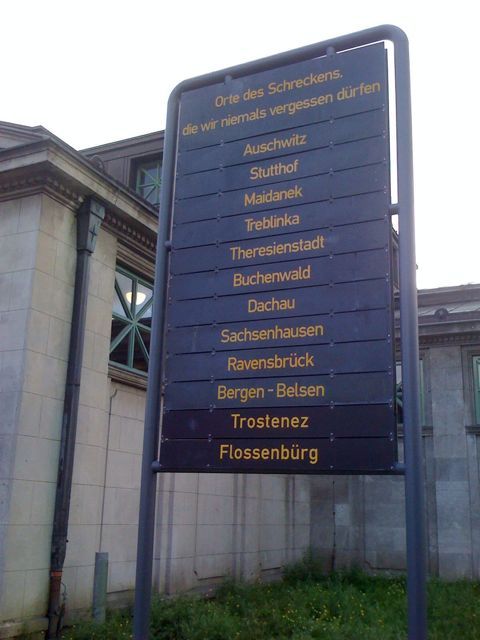 Orte des Schreckens,
die wir niemals vergessen dürfen
Auschwitz
Stutthof
Maidanek
Treblinka
Theresienstadt
Buchenwald
Dachau
Sachsenhausen
Ravensbrück
Bergen - Belsen
Trostenez
Flossenbürg